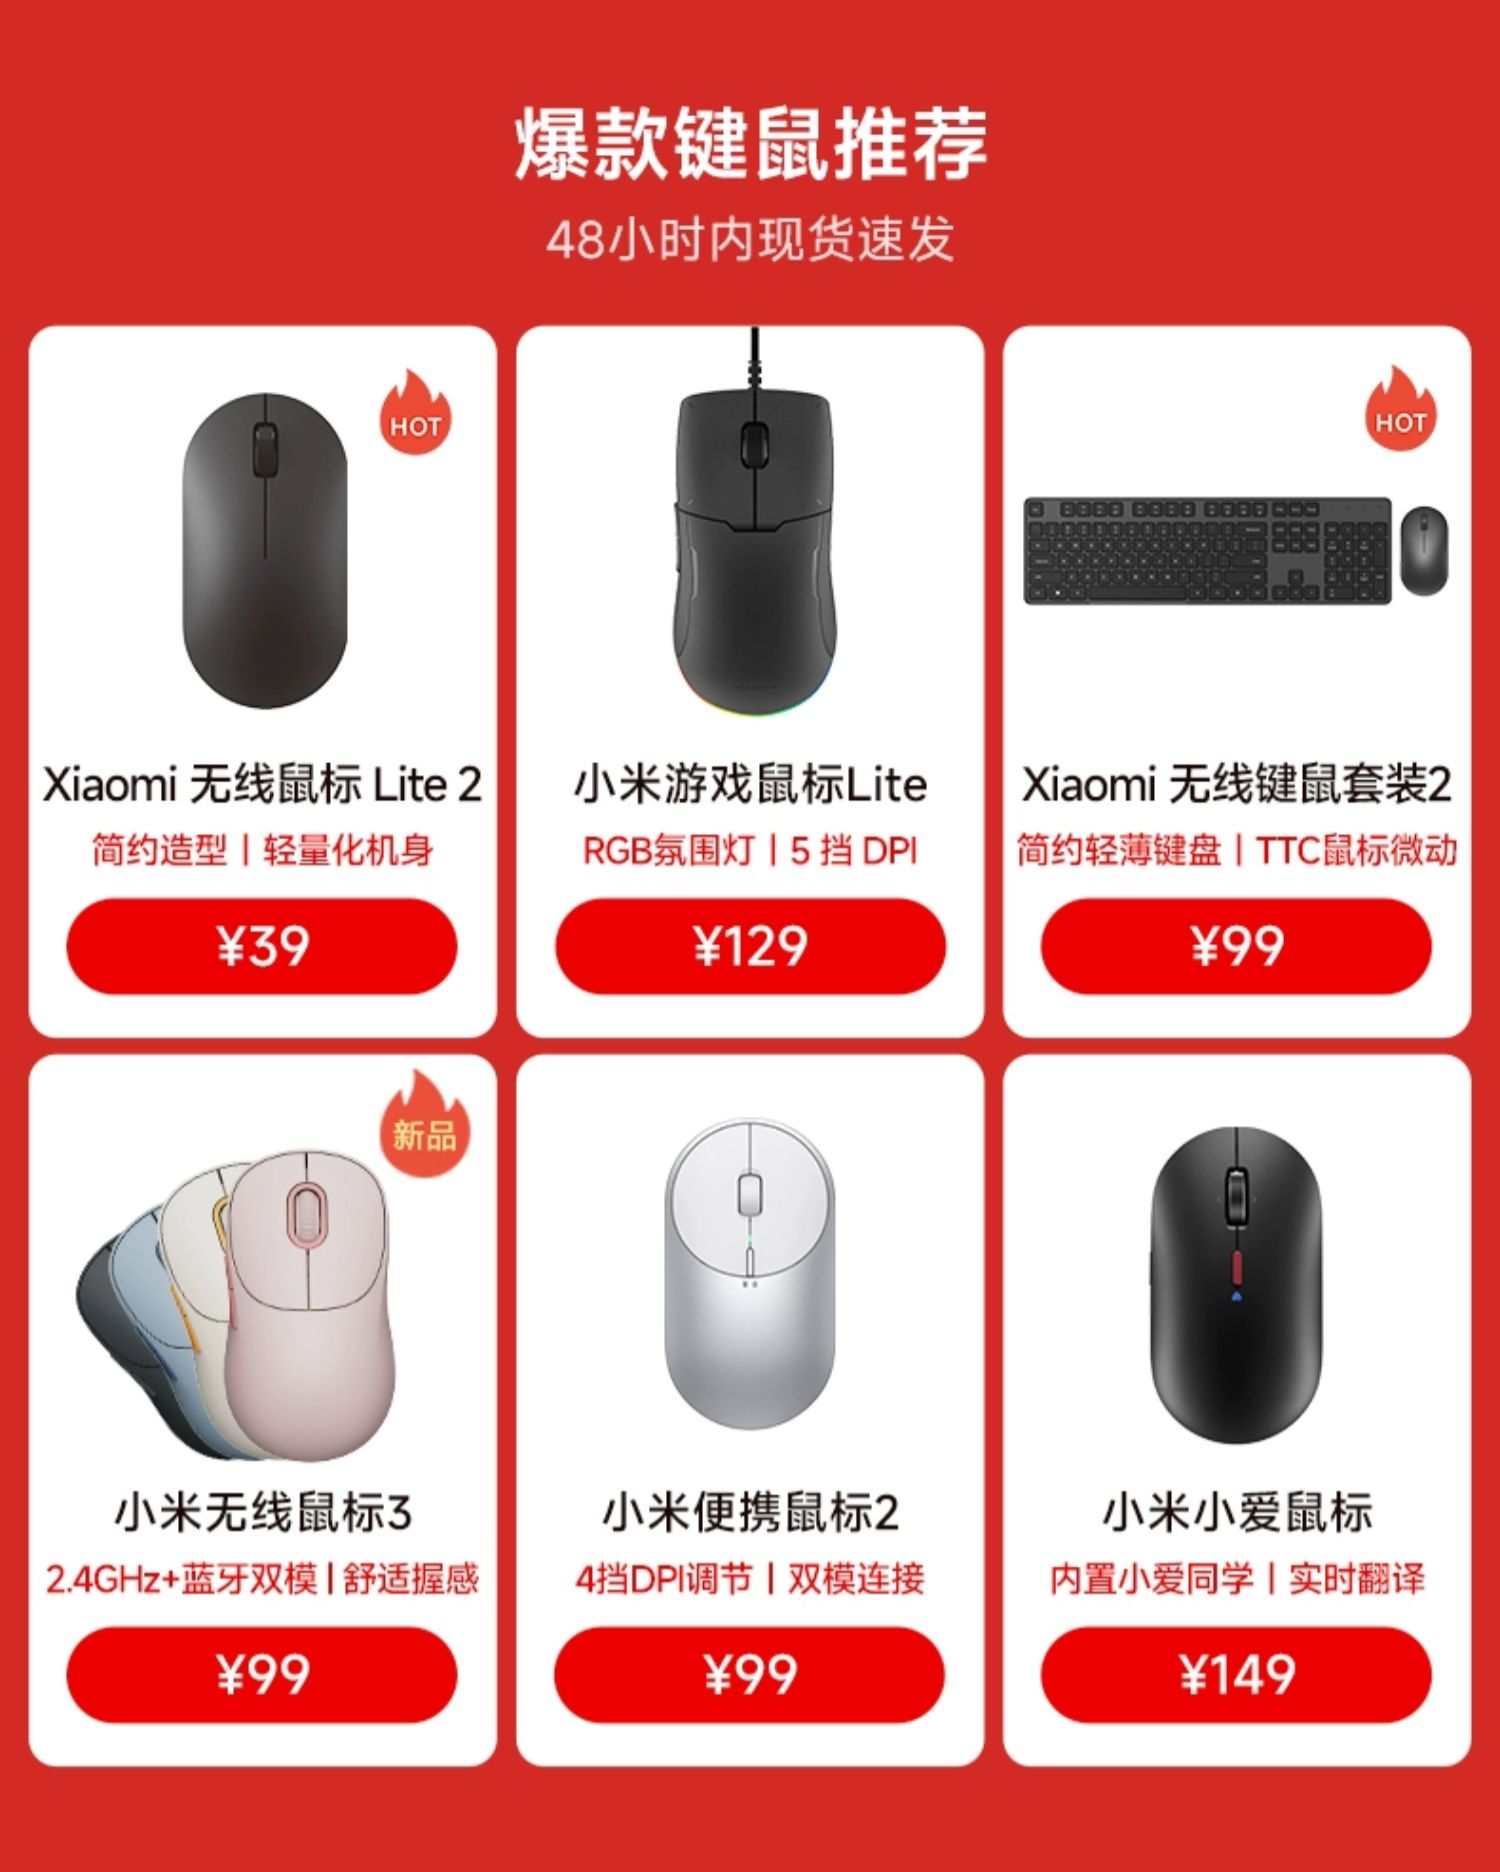 爆款键鼠推荐
48小时内现货速发
HOT
Xiaomi 无线鼠标 Lite 2
简约造型丨轻量化机身
¥39
小米游戏鼠标Lite
RGB氛围灯丨5 挡 DPI
¥129
HOT
Xiaomi 无线键鼠套装2
简约轻薄键盘丨TTC鼠标微动
¥99
新品
小米无线鼠标3
2.4GHz+蓝牙双模|舒适握感
¥99
小米便携鼠标2
4挡DPI调节丨双模连接
¥99
小米小爱鼠标
内置小爱同学丨实时翻译
¥149